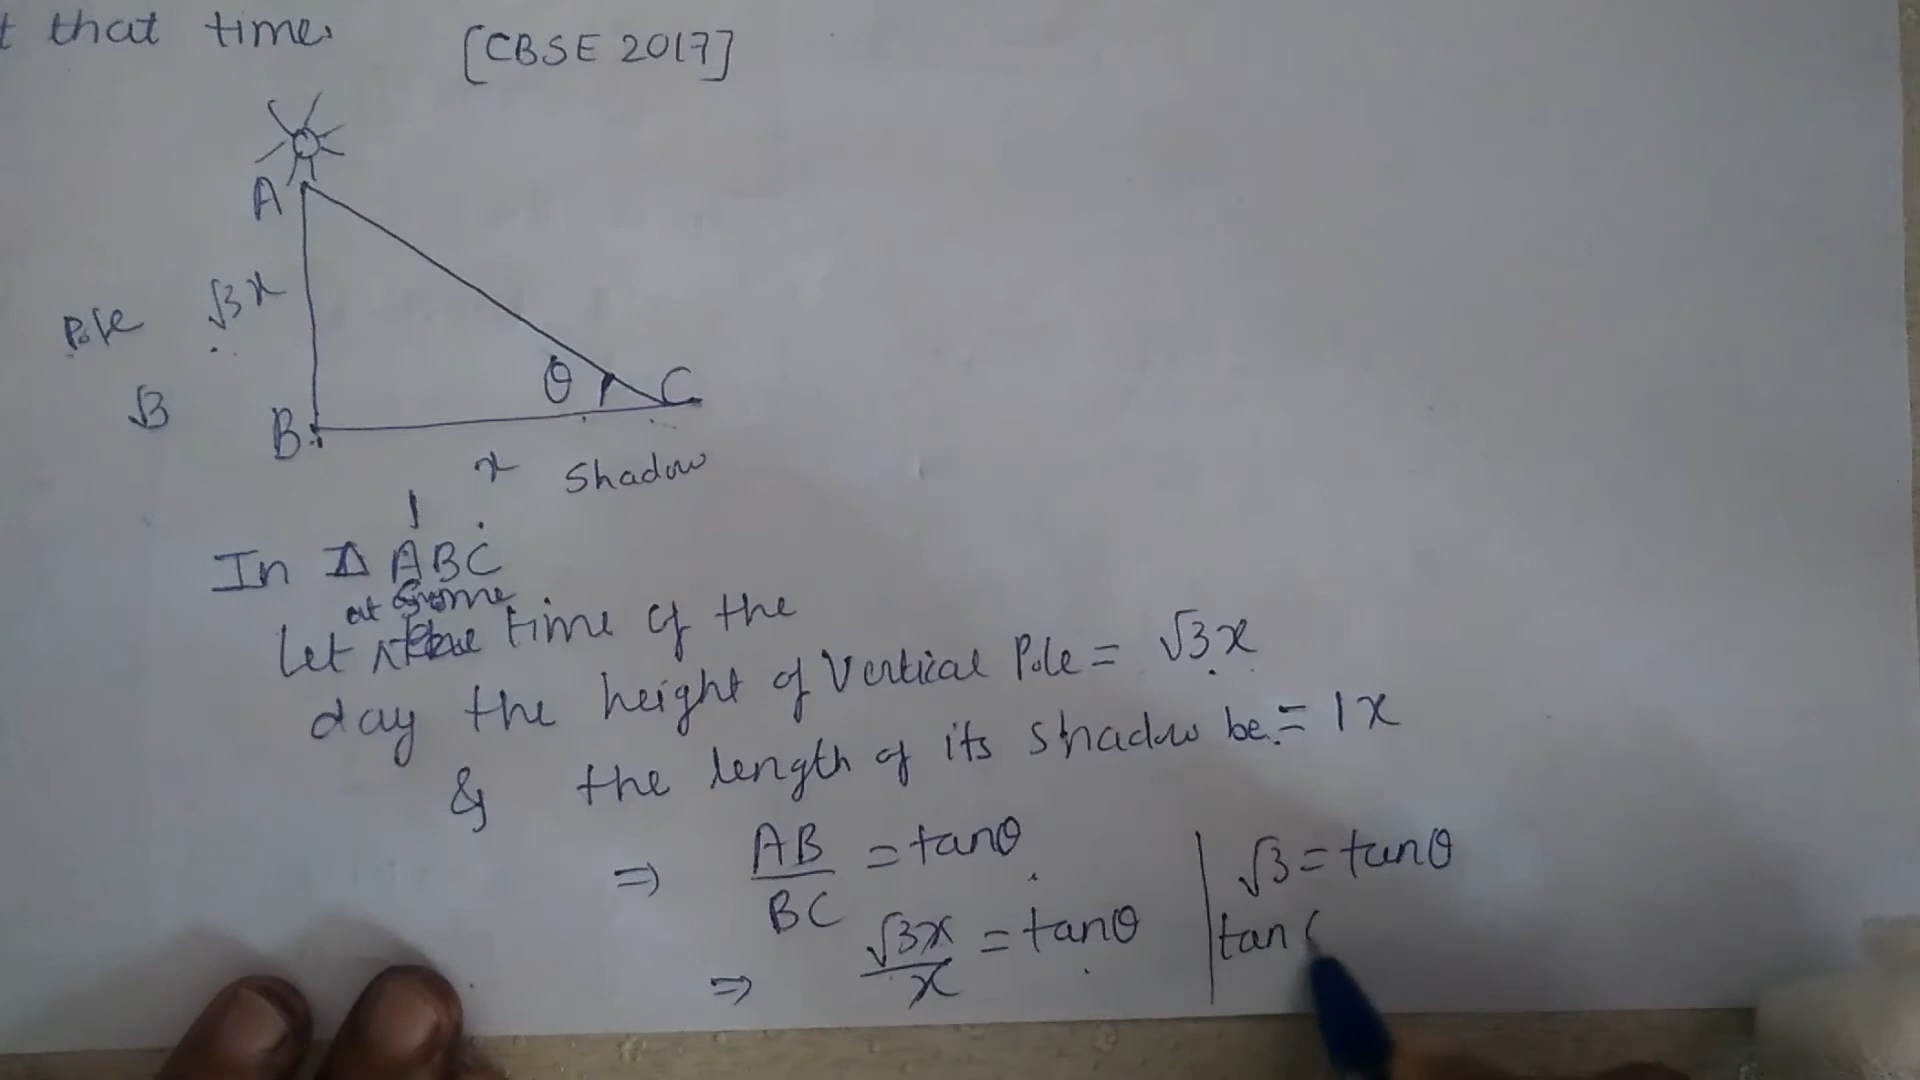 t that time.
[CBSE 2017]
A
Pole √3x
√3
B
θ
C
x Shadow
1
In Δ ABC
at some
Let time of the
day the height of Vertical Pole = √3x
& the length of its shadow be. = 1x
⇒ AB/BC = tanθ
⇒ √3x/x = tanθ
√3 = tanθ
tan